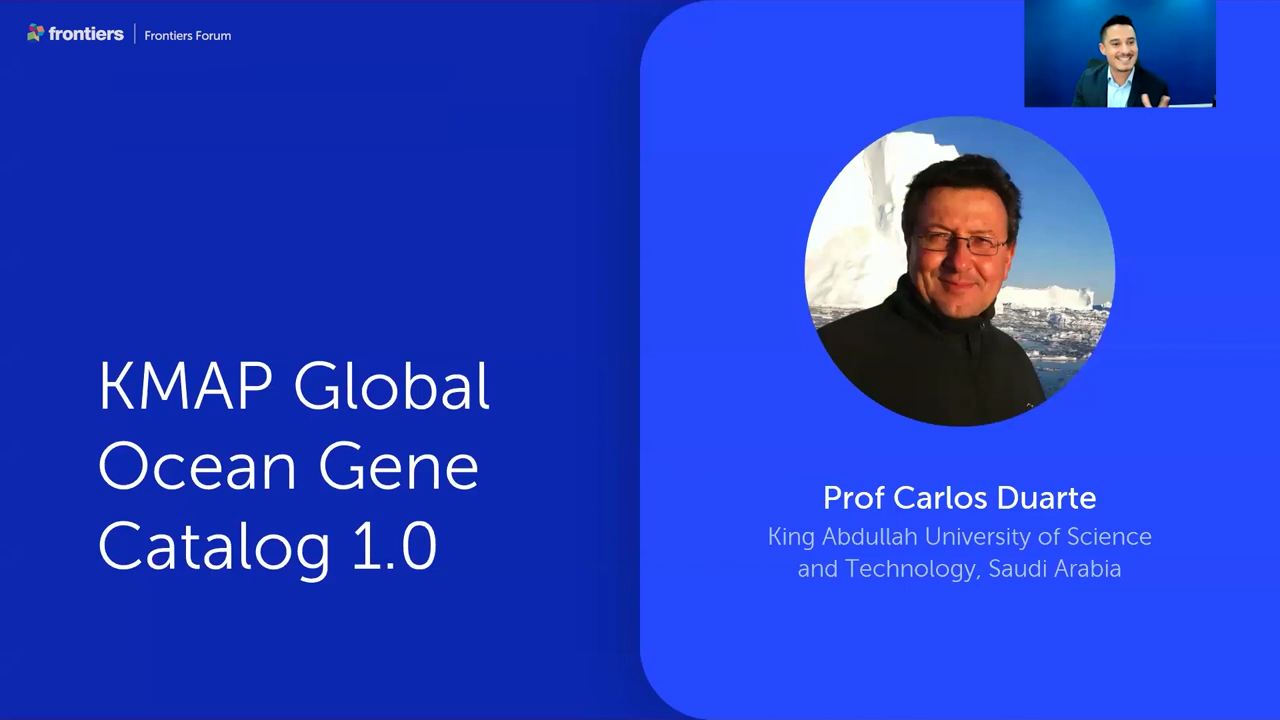 frontiers | Frontiers Forum
KMAP Global
Ocean Gene
Catalog 1.0
Prof Carlos Duarte
King Abdullah University of Science
and Technology, Saudi Arabia